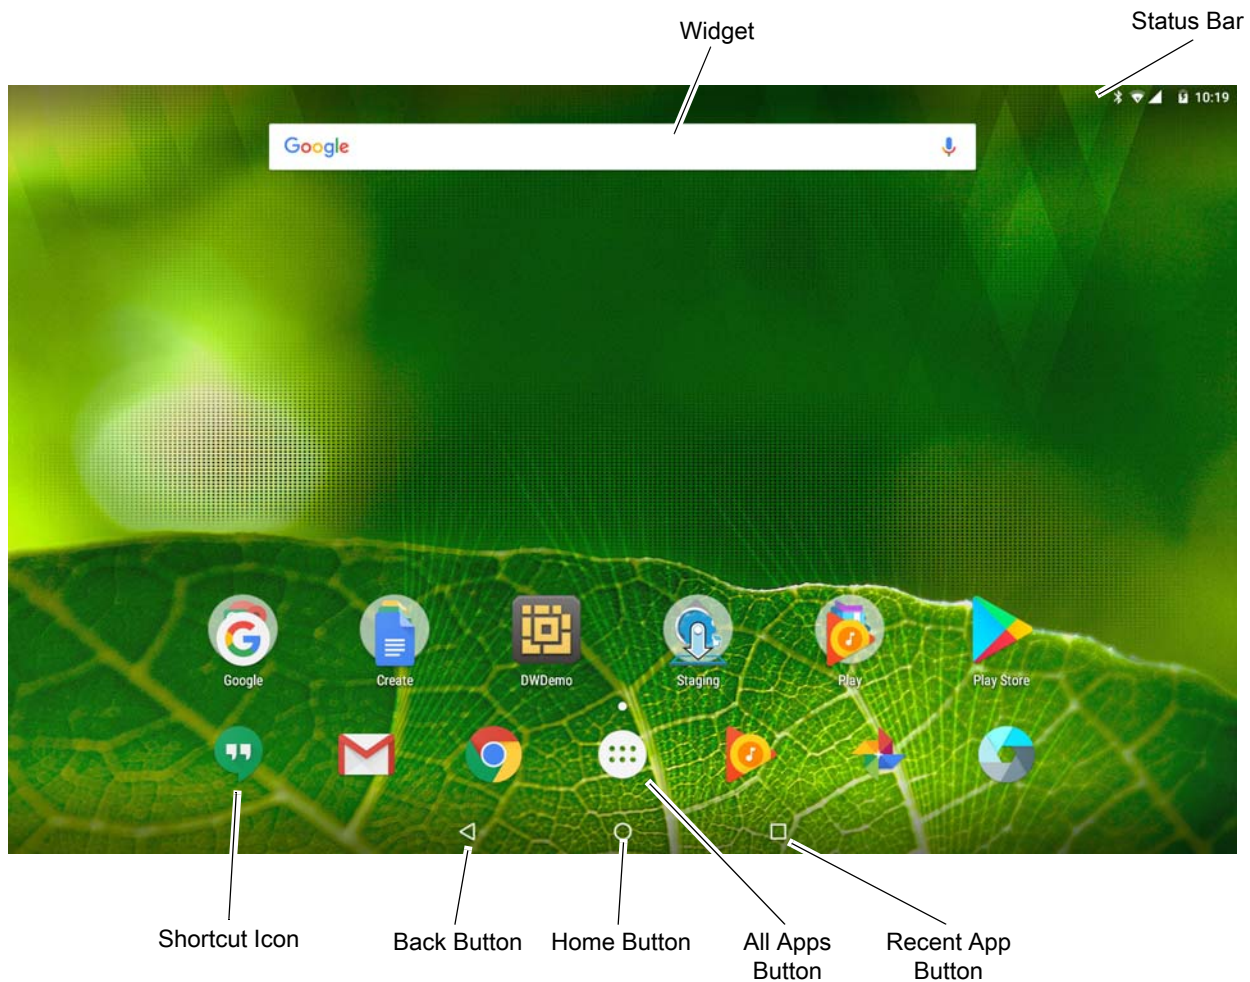 Widget
Status Bar
10:19
Google
Google
Create
DWDemo
Staging
Play
Play Store
Shortcut Icon
Back Button
Home Button
All Apps
Button
Recent App
Button